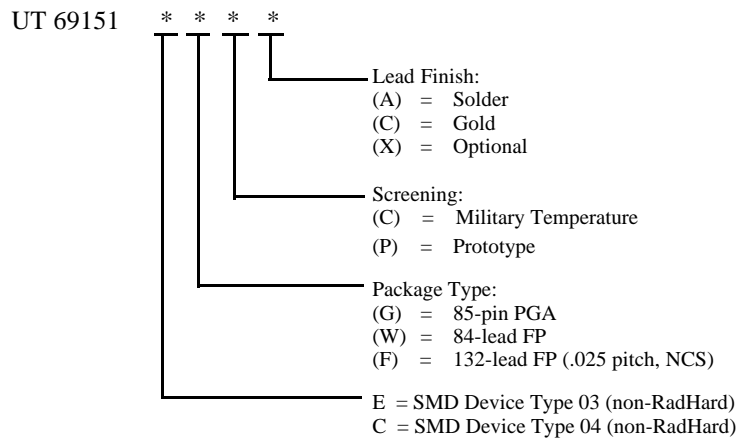 UT 69151 * * * *
Lead Finish:
(A) = Solder
(C) = Gold
(X) = Optional
Screening:
(C) = Military Temperature
(P) = Prototype
Package Type:
(G) = 85-pin PGA
(W) = 84-lead FP
(F) = 132-lead FP (.025 pitch, NCS)
E = SMD Device Type 03 (non-RadHard)
C = SMD Device Type 04 (non-RadHard)